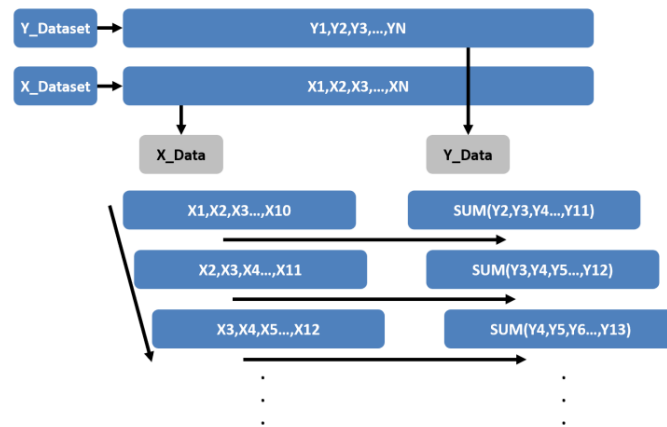 Y_Dataset
Y1,Y2,Y3,...,YN
X_Dataset
X1,X2,X3,...,XN
X_Data
Y_Data
X1,X2,X3...,X10
SUM(Y2,Y3,Y4...,Y11)
X2,X3,X4...,X11
SUM(Y3,Y4,Y5...,Y12)
X3,X4,X5...,X12
SUM(Y4,Y5,Y6...,Y13)